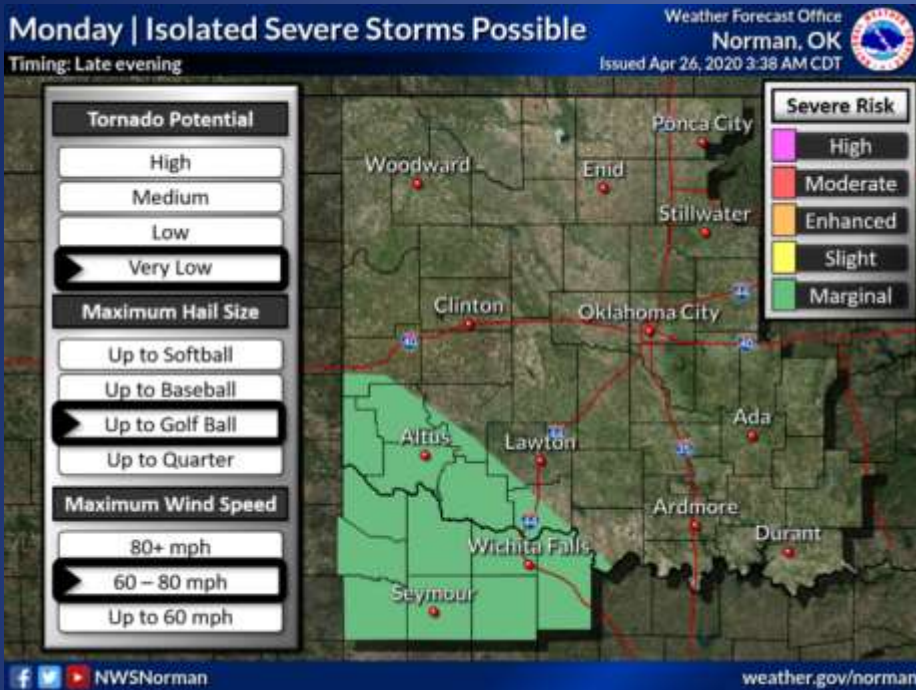 Monday | Isolated Severe Storms Possible
Timing: Late evening
Weather Forecast Office
Norman, OK
Issued Apr 26, 2020 3:38 AM CDT
Tornado Potential
High
Medium
Low
Very Low
Maximum Hail Size
Up to Softball
Up to Baseball
Up to Golf Ball
Up to Quarter
Maximum Wind Speed
80+ mph
60 – 80 mph
Up to 60 mph
Severe Risk
High
Moderate
Enhanced
Slight
Marginal
Ponca City
Woodward
Enid
Stillwater
44
Clinton
Oklahoma City
40
40
Ada
Altus
Lawton
44
35
Ardmore
44
Durant
Wichita Falls
Seymour
NWSNorman
weather.gov/norman